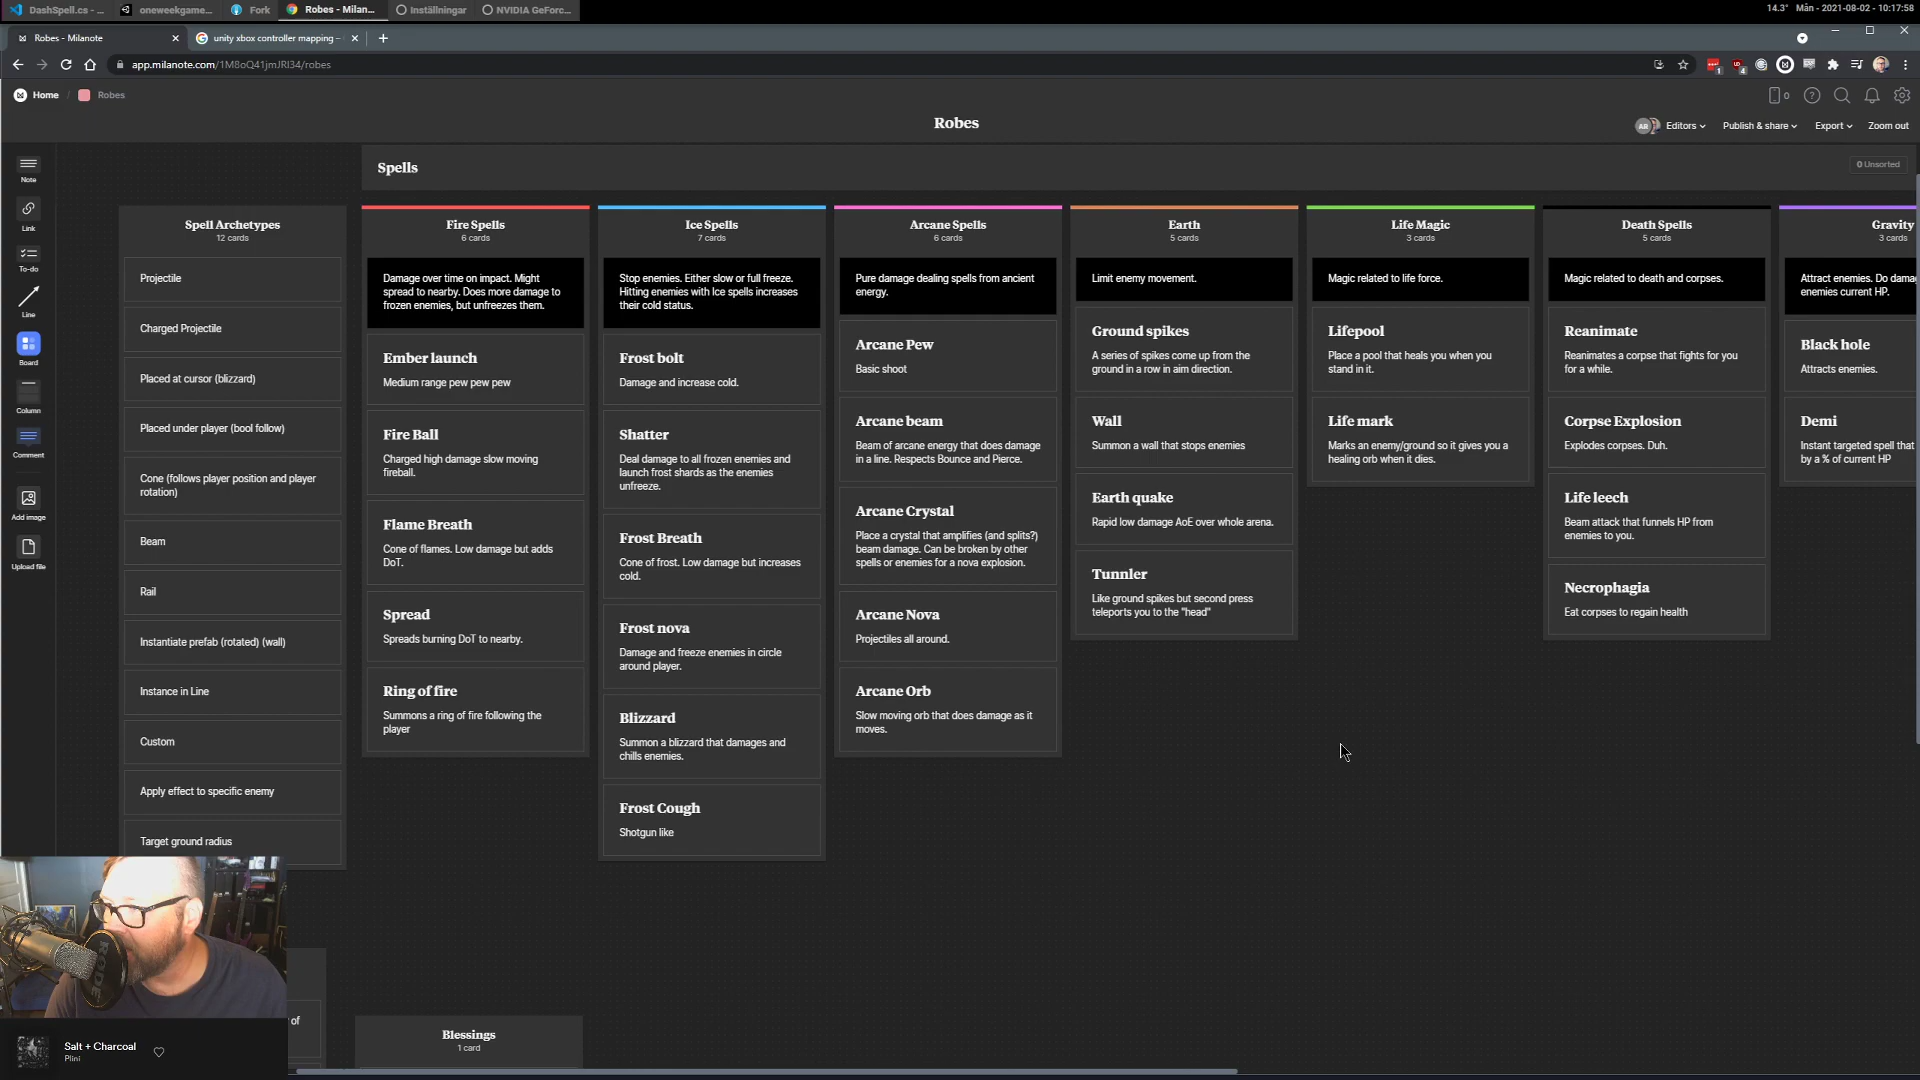 DashSpell.cs - ...
oneweekgame...
Fork
Robes - Milan...
Inställningar
NVIDIA GeForc...
14.3° Mån - 2021-08-02 - 10:17:58
Robes - Milanote
unity xbox controller mapping -
app.milanote.com/1M8oQ41jmJRI34/robes
1
4
Home / Robes
0
Robes
AR
Editors
Publish & share
Export
Zoom out
Note
Link
To-do
Line
Board
Column
Comment
Add image
Upload file
Spells
0 Unsorted
Spell Archetypes
12 cards
Projectile
Charged Projectile
Placed at cursor (blizzard)
Placed under player (bool follow)
Cone (follows player position and player
rotation)
Beam
Rail
Instantiate prefab (rotated) (wall)
Instance in Line
Custom
Apply effect to specific enemy
Target ground radius
Fire Spells
6 cards
Damage over time on impact. Might
spread to nearby. Does more damage to
frozen enemies, but unfreezes them.
Ember launch
Medium range pew pew pew
Fire Ball
Charged high damage slow moving
fireball.
Flame Breath
Cone of flames. Low damage but adds
DoT.
Spread
Spreads burning DoT to nearby.
Ring of fire
Summons a ring of fire following the
player
Ice Spells
7 cards
Stop enemies. Either slow or full freeze.
Hitting enemies with Ice spells increases
their cold status.
Frost bolt
Damage and increase cold.
Shatter
Deal damage to all frozen enemies and
launch frost shards as the enemies
unfreeze.
Frost Breath
Cone of frost. Low damage but increases
cold.
Frost nova
Damage and freeze enemies in circle
around player.
Blizzard
Summon a blizzard that damages and
chills enemies.
Frost Cough
Shotgun like
Arcane Spells
6 cards
Pure damage dealing spells from ancient
energy.
Arcane Pew
Basic shoot
Arcane beam
Beam of arcane energy that does damage
in a line. Respects Bounce and Pierce.
Arcane Crystal
Place a crystal that amplifies (and splits?)
beam damage. Can be broken by other
spells or enemies for a nova explosion.
Arcane Nova
Projectiles all around.
Arcane Orb
Slow moving orb that does damage as it
moves.
Earth
5 cards
Limit enemy movement.
Ground spikes
A series of spikes come up from the
ground in a row in aim direction.
Wall
Summon a wall that stops enemies
Earth quake
Rapid low damage AoE over whole arena.
Tunnler
Like ground spikes but second press
teleports you to the "head"
Life Magic
3 cards
Magic related to life force.
Lifepool
Place a pool that heals you when you
stand in it.
Life mark
Marks an enemy/ground so it gives you a
healing orb when it dies.
Death Spells
5 cards
Magic related to death and corpses.
Reanimate
Reanimates a corpse that fights for you
for a while.
Corpse Explosion
Explodes corpses. Duh.
Life leech
Beam attack that funnels HP from
enemies to you.
Necrophagia
Eat corpses to regain health
Gravity
3 cards
Attract enemies. Do dama
enemies current HP.
Black hole
Attracts enemies.
Demi
Instant targeted spell that
by a % of current HP
of
Blessings
1 card
RODE
Salt + Charcoal
Plini